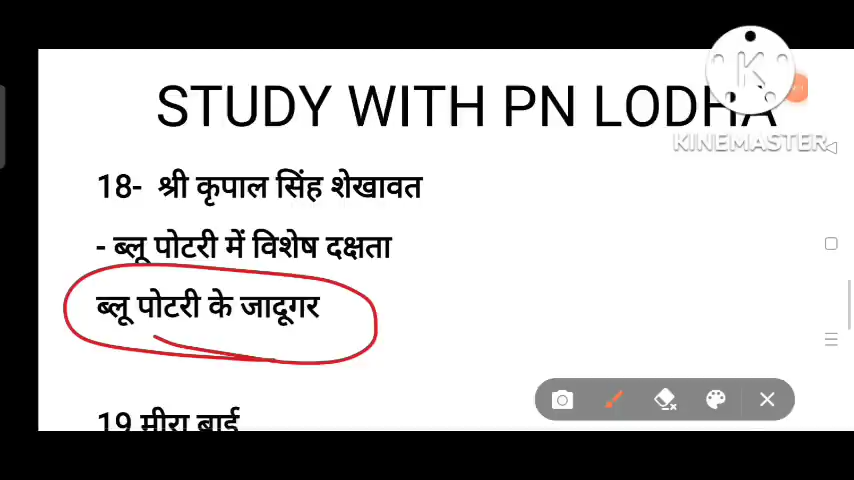 STUDY WITH PN LODHA
KINEMASTER
18- श्री कृपाल सिंह शेखावत
- ब्लू पोटरी में विशेष दक्षता
ब्लू पोटरी के जादूगर
19 मीरा बाई